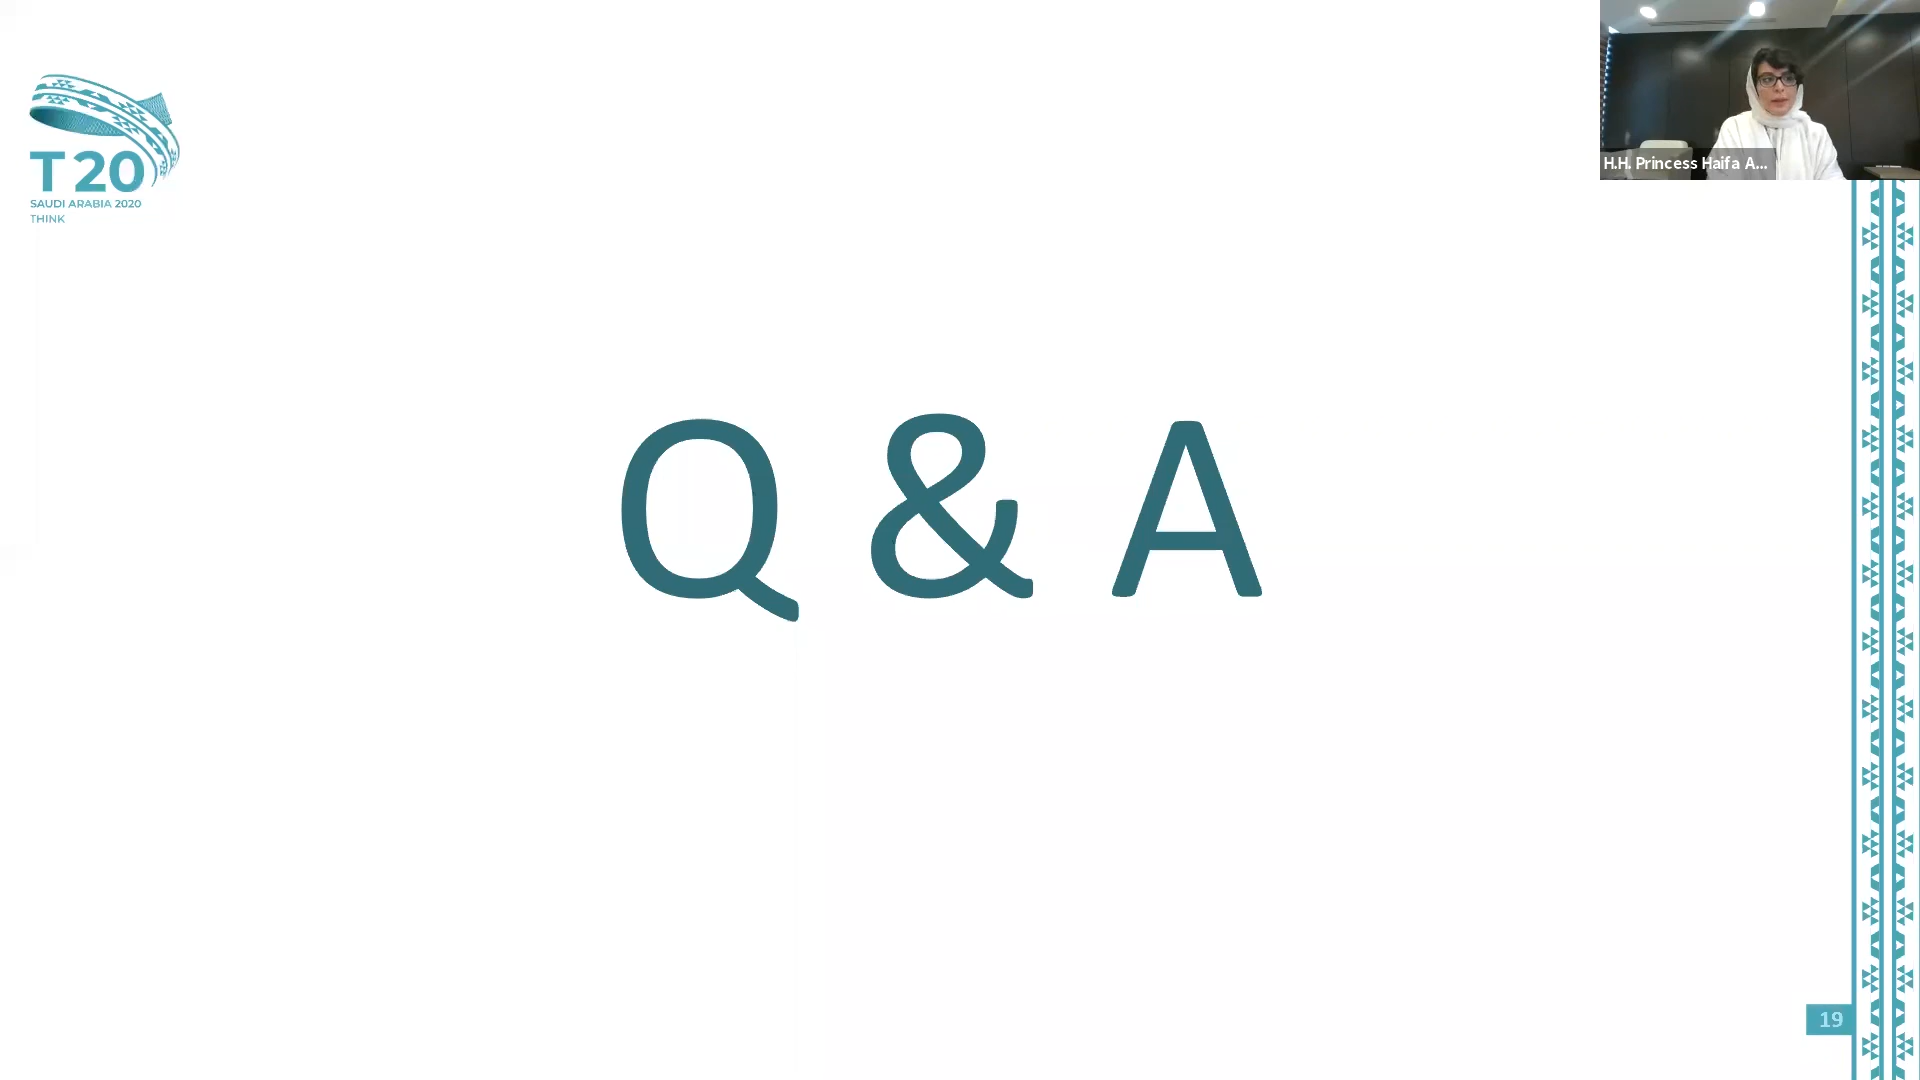 T20
SAUDI ARABIA 2020
THINK
H.H. Princess Haifa A...
Q & A
19